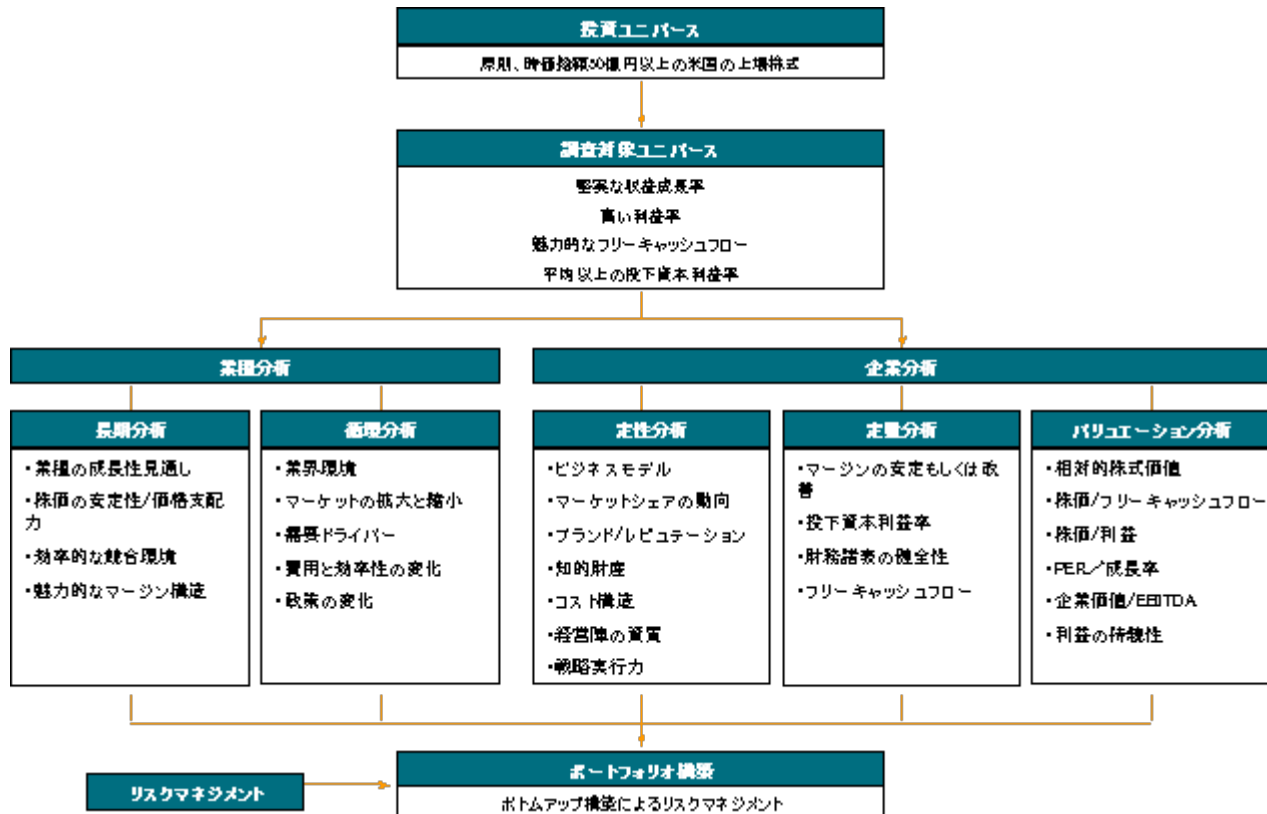 投資ユニバース
原則、時価総額50億円以上の米国の上場株式
調査対象ユニバース
堅実な収益成長率
高い利益率
魅力的なフリーキャッシュフロー
平均以上の投下資本利益率
業種分析
企業分析
長期分析
・業種の成長性見通し
・株価の安定性/価格支配
力
・効率的な競合環境
・魅力的なマージン構造
循環分析
・業界環境
・マーケットの拡大と縮小
・需要ドライバー
・費用と効率性の変化
・政策の変化
定性分析
・ビジネスモデル
・マーケットシェアの動向
・ブランド/レピュテーション
・知的財産
・コスト構造
・経営陣の資質
・戦略実行力
定量分析
・マージンの安定もしくは改
善
・投下資本利益率
・財務諸表の健全性
・フリーキャッシュフロー
バリュエーション分析
・相対的株式価値
・株価/フリーキャッシュフロー
・株価/利益
・PER/成長率
・企業価値/EBITDA
・利益の持続性
リスクマネジメント
ポートフォリオ構築
ボトムアップ構築によるリスクマネジメント